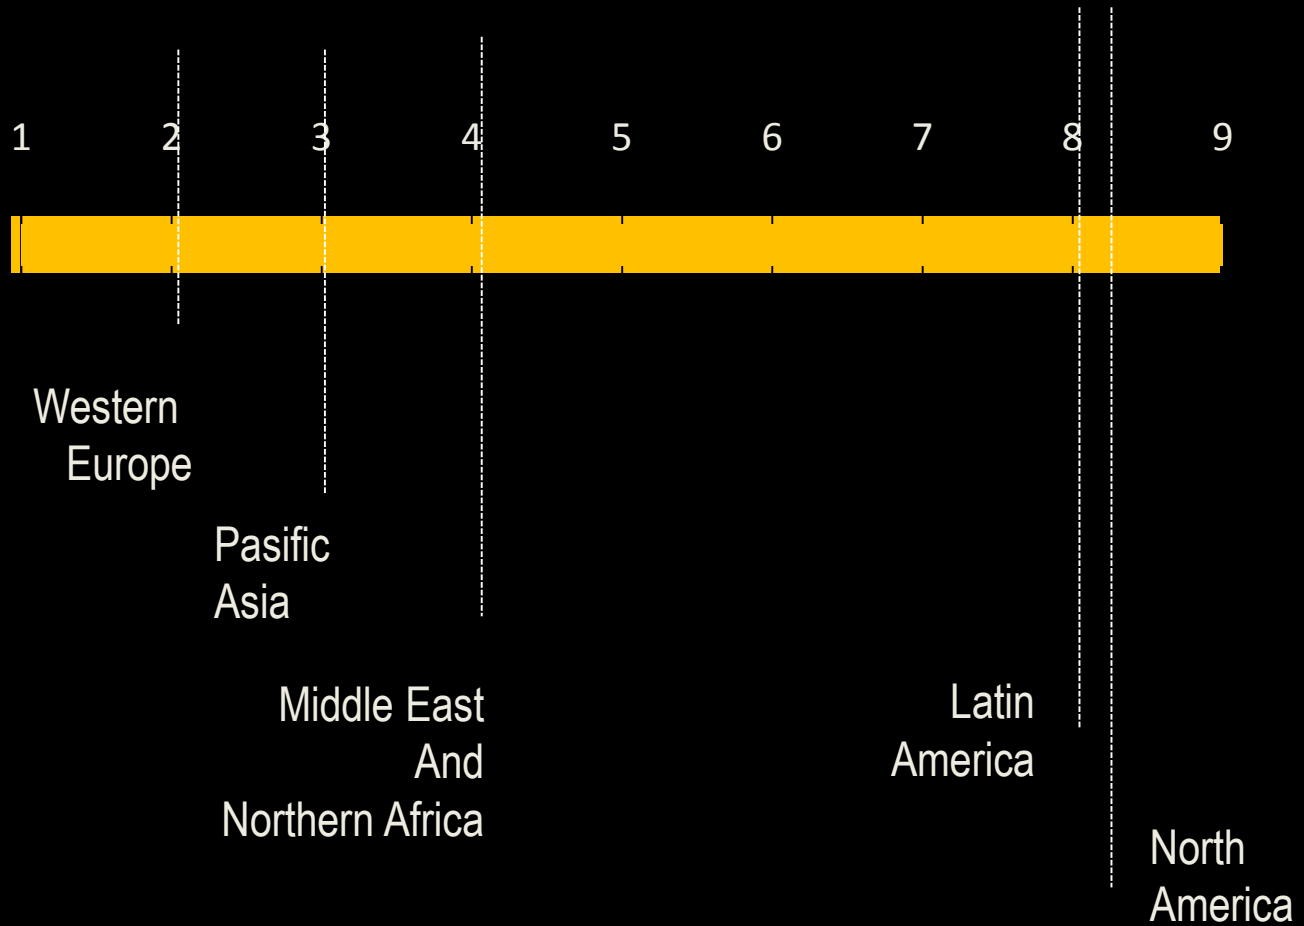 1 2 3 4 5 6 7 8 9
Western
Europe
Pasific
Asia
Middle East
And
Northern Africa
Latin
America
North
America